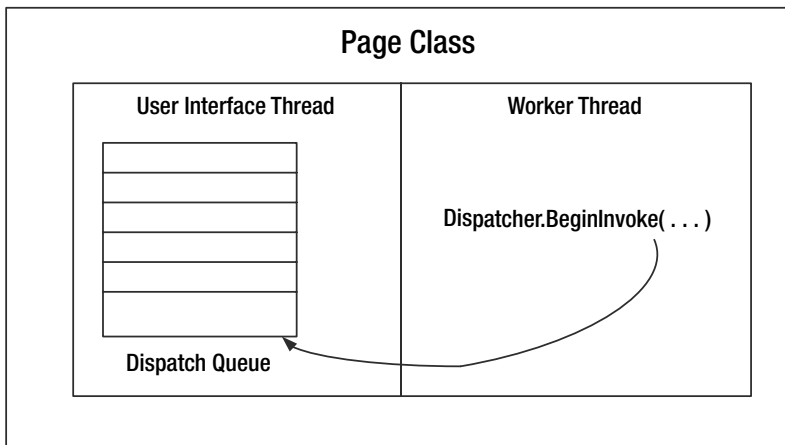 Page Class
User Interface Thread
Worker Thread
Dispatcher.BeginInvoke( . . . )
Dispatch Queue